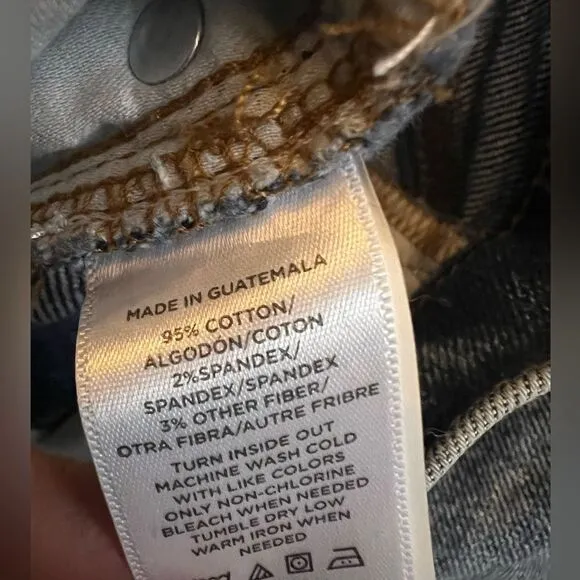 MADE IN GUATEMALA
95% COTTON/
ALGODÓN/COTON
2%SPANDEX/
SPANDEX/SPANDEX
3% OTHER FIBER/
OTRA FIBRA/AUTRE FRIBRE
TURN INSIDE OUT
MACHINE WASH COLD
WITH LIKE COLORS
ONLY NON-CHLORINE
BLEACH WHEN NEEDED
TUMBLE DRY LOW
WARM IRON WHEN
NEEDED